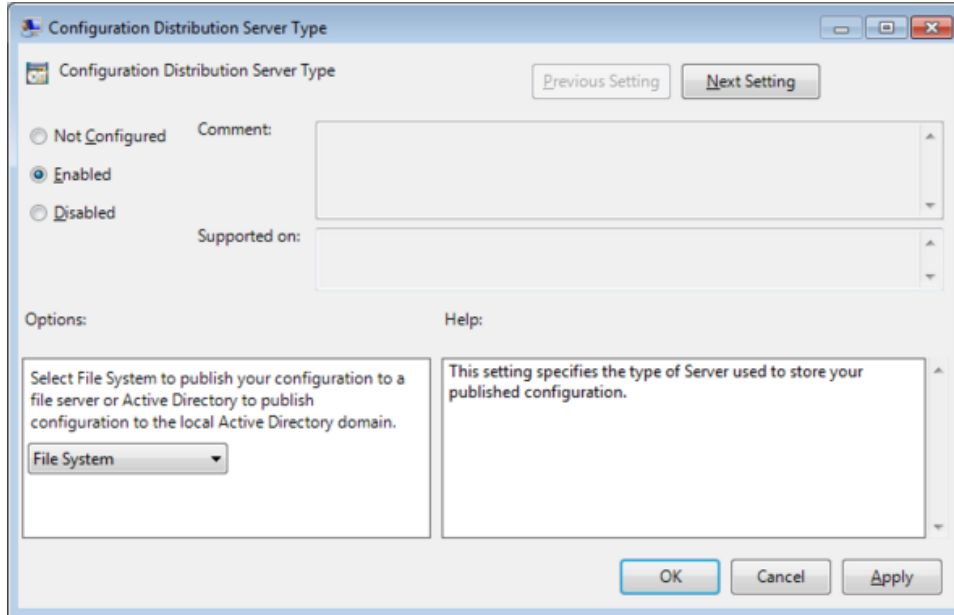 Configuration Distribution Server Type
Configuration Distribution Server Type
Previous Setting
Next Setting
Not Configured
Comment:
Enabled
Disabled
Supported on:
Options:
Help:
Select File System to publish your configuration to a
file server or Active Directory to publish
configuration to the local Active Directory domain.
File System
This setting specifies the type of Server used to store your
published configuration.
OK
Cancel
Apply